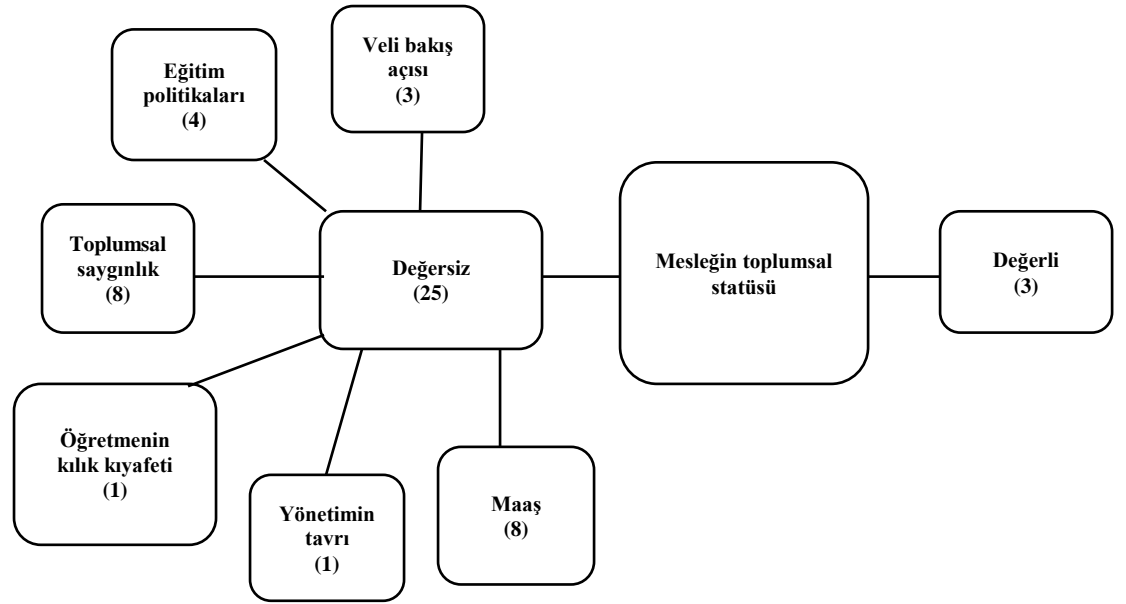 Veli bakış
açısı
(3)
Eğitim
politikaları
(4)
Toplumsal
saygınlık
(8)
Değersiz
(25)
Mesleğin toplumsal
statüsü
Değerli
(3)
Öğretmenin
kılık kıyafeti
(1)
Yönetimin
tavrı
(1)
Maaş
(8)